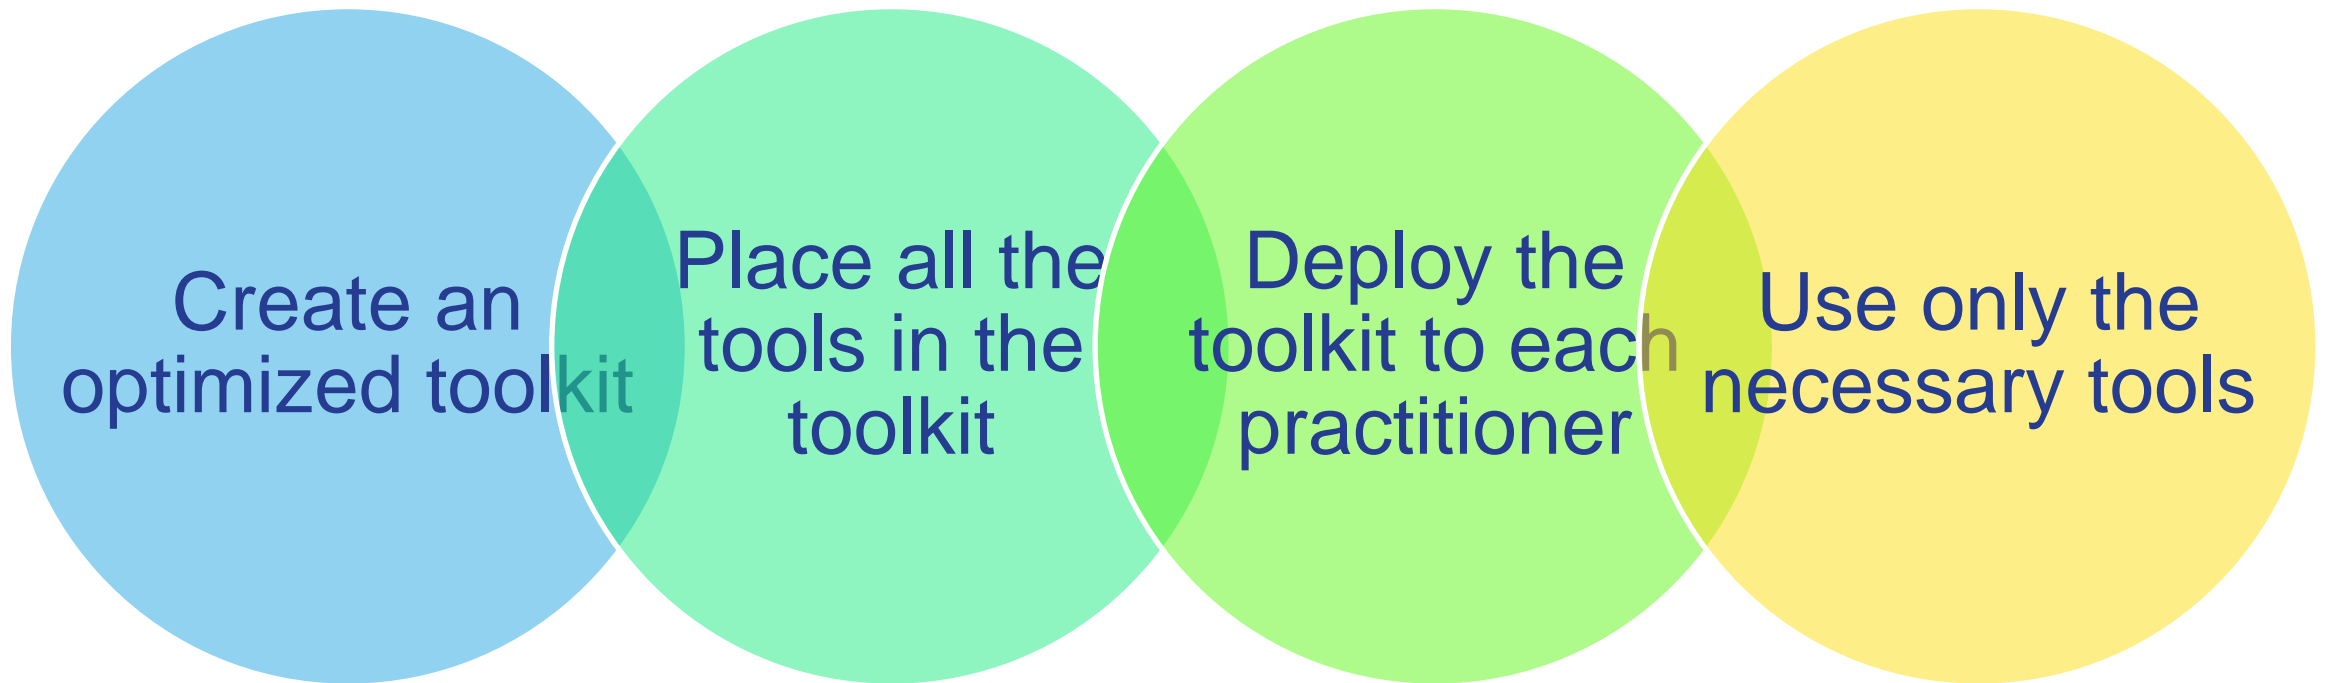 Create an
optimized toolkit
Place all the
tools in the
toolkit
Deploy the
toolkit to each
practitioner
Use only the
necessary tools